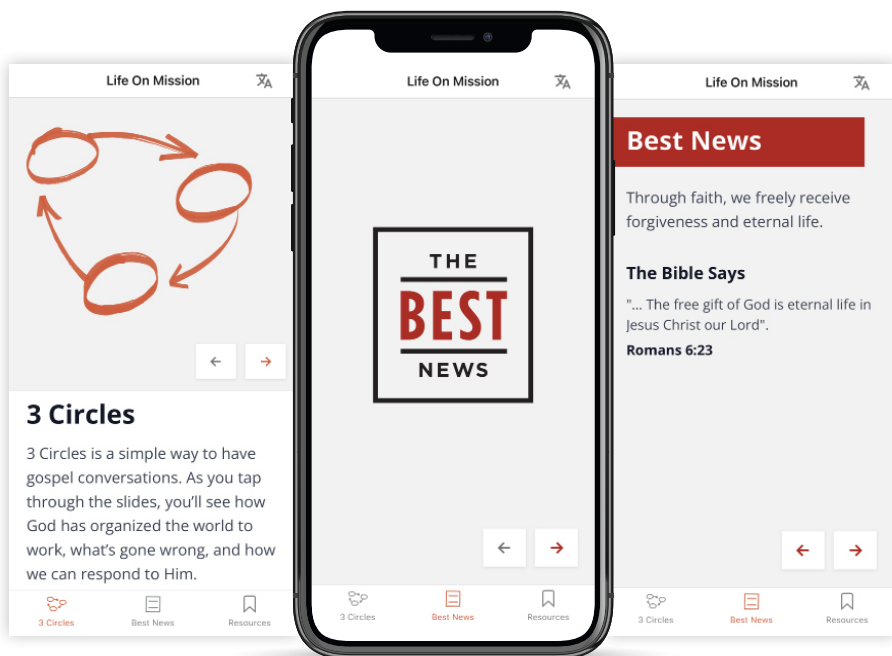 Life On Mission
3 Circles
3 Circles is a simple way to have
gospel conversations. As you tap
through the slides, you’ll see how
God has organized the world to
work, what’s gone wrong, and how
we can respond to Him.
3 Circles
Best News
Resources
Life On Mission
THE
BEST
NEWS
3 Circles
Best News
Resources
Life On Mission
Best News
Through faith, we freely receive
forgiveness and eternal life.
The Bible Says
"... The free gift of God is eternal life in
Jesus Christ our Lord".
Romans 6:23
3 Circles
Best News
Resources